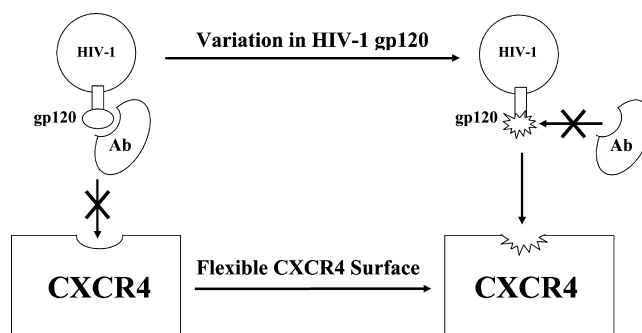 HIV-1
Variation in HIV-1 gp120
HIV-1
gp120
Ab
gp120
Ab
CXCR4
Flexible CXCR4 Surface
CXCR4